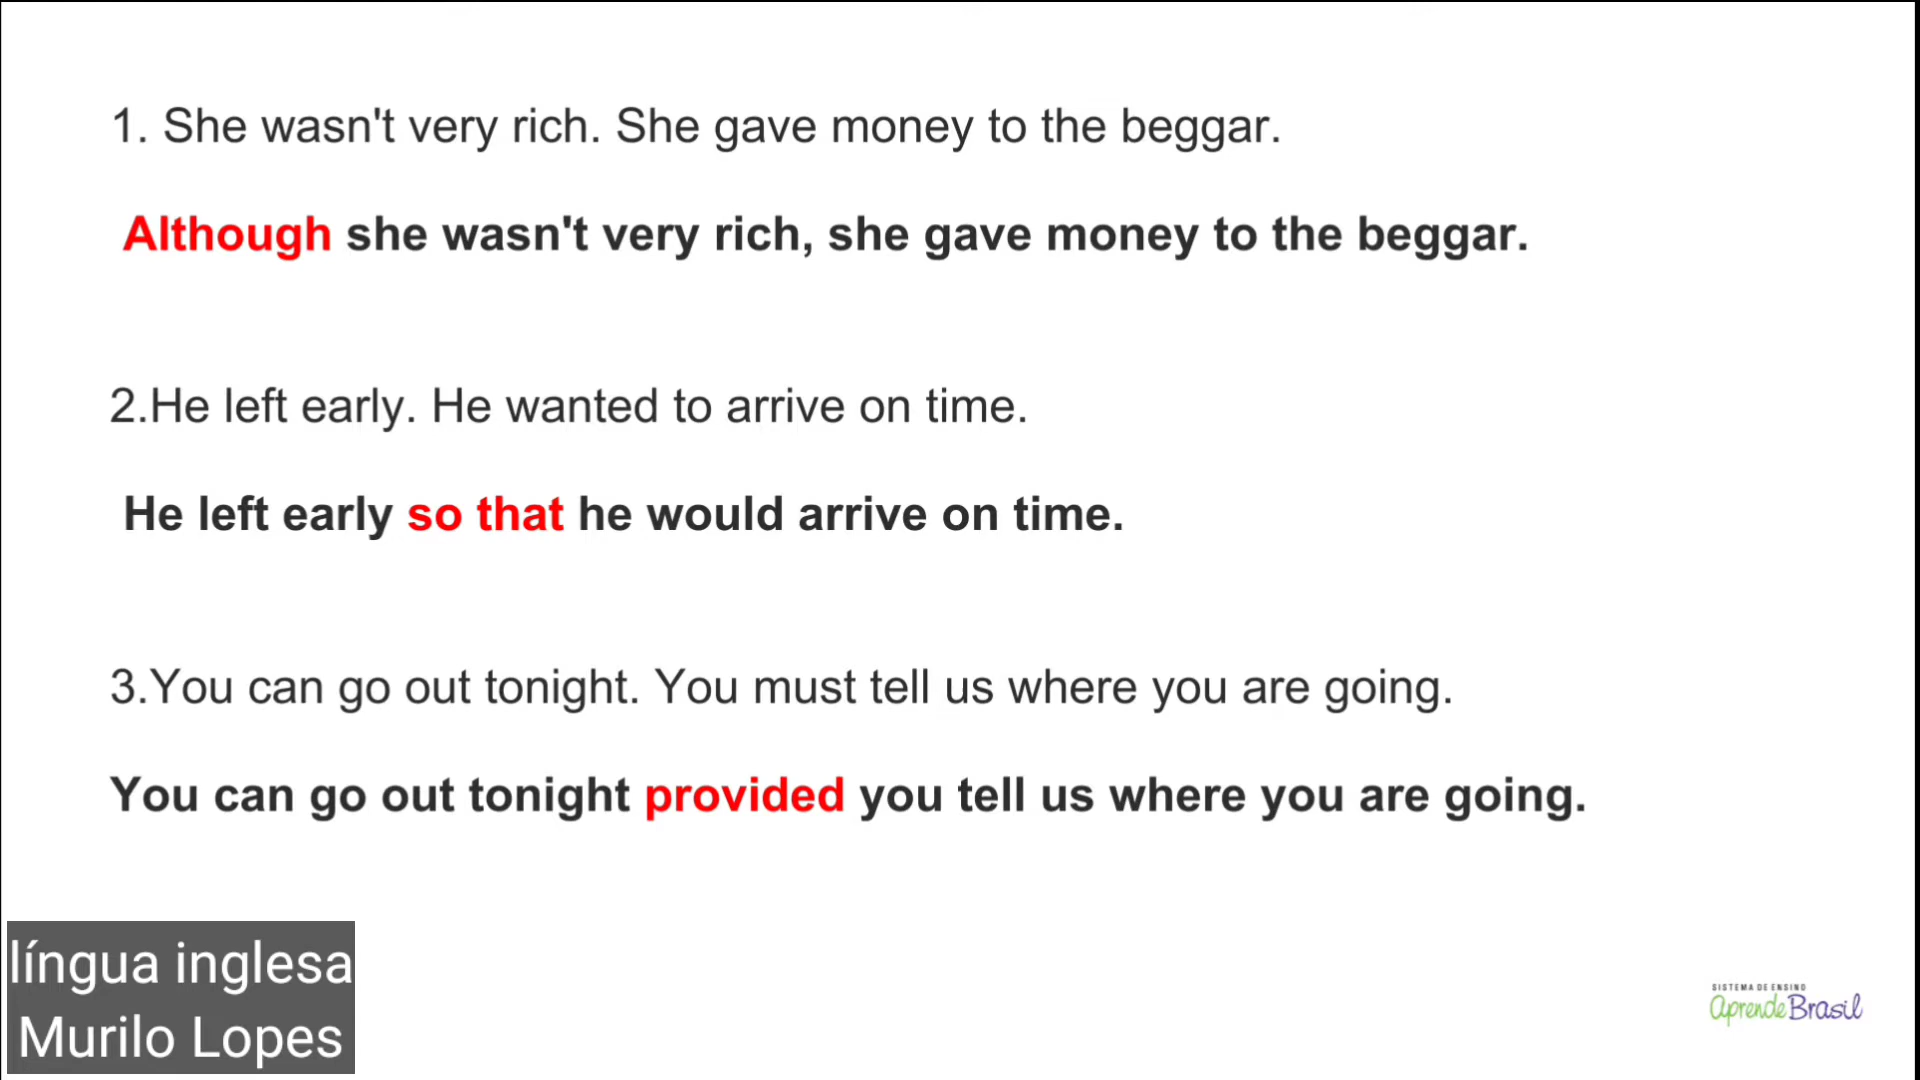 1. She wasn't very rich. She gave money to the beggar.
Although she wasn't very rich, she gave money to the beggar.
2.He left early. He wanted to arrive on time.
He left early so that he would arrive on time.
3.You can go out tonight. You must tell us where you are going.
You can go out tonight provided you tell us where you are going.
língua inglesa
Murilo Lopes
SISTEMA DE ENSINO
aprendeBrasil